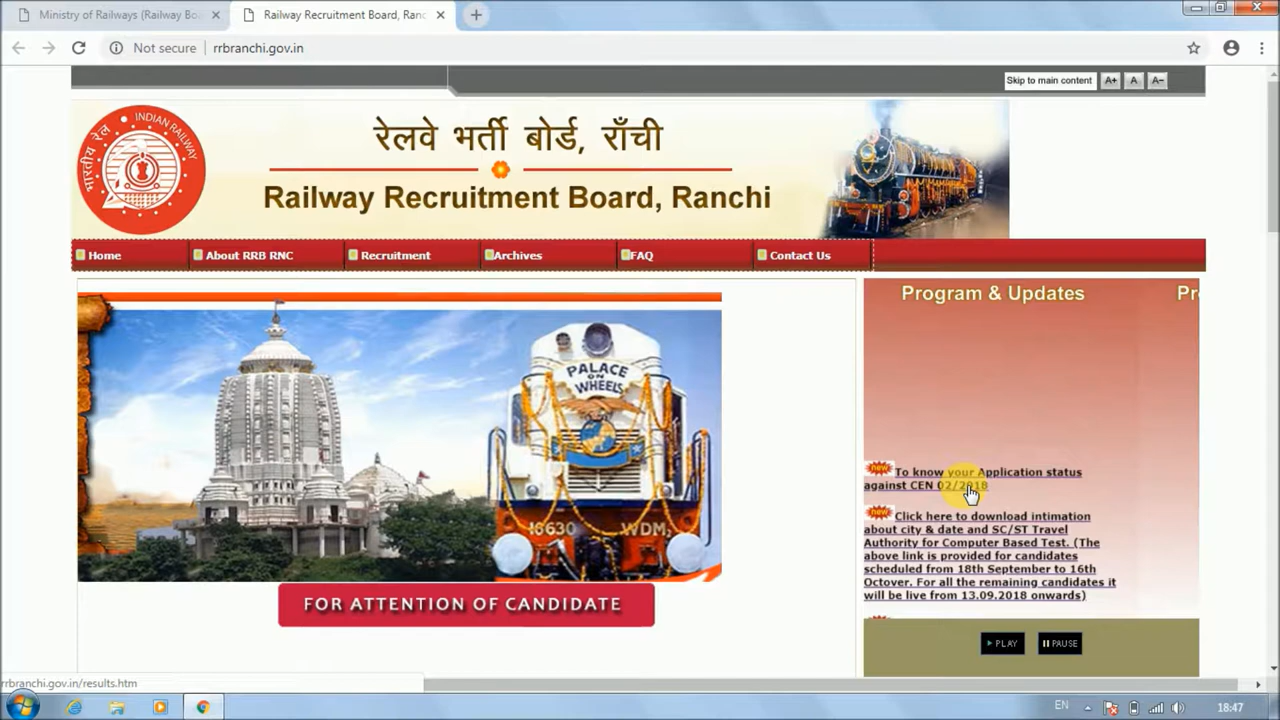 Ministry of Railways (Railway Bo
Railway Recruitment Board, Ranc
Not secure
rrbranchi.gov.in
Skip to main content
A+
A
A-
भारतीय रेल INDIAN RAILWAY
रेलवे भर्ती बोर्ड, राँची
Railway Recruitment Board, Ranchi
Home
About RRB RNC
Recruitment
Archives
FAQ
Contact Us
Program & Updates
Pr
PALACE
ON
WHEELS
16630
WDM2
FOR ATTENTION OF CANDIDATE
new To know your Application status
against CEN 02/2018
new Click here to download intimation
about city & date and SC/ST Travel
Authority for Computer Based Test. (The
above link is provided for candidates
scheduled from 18th September to 16th
Octover. For all the remaining candidates it
will be live from 13.09.2018 onwards)
PLAY
PAUSE
rrbranchi.gov.in/results.htm
EN
18:47